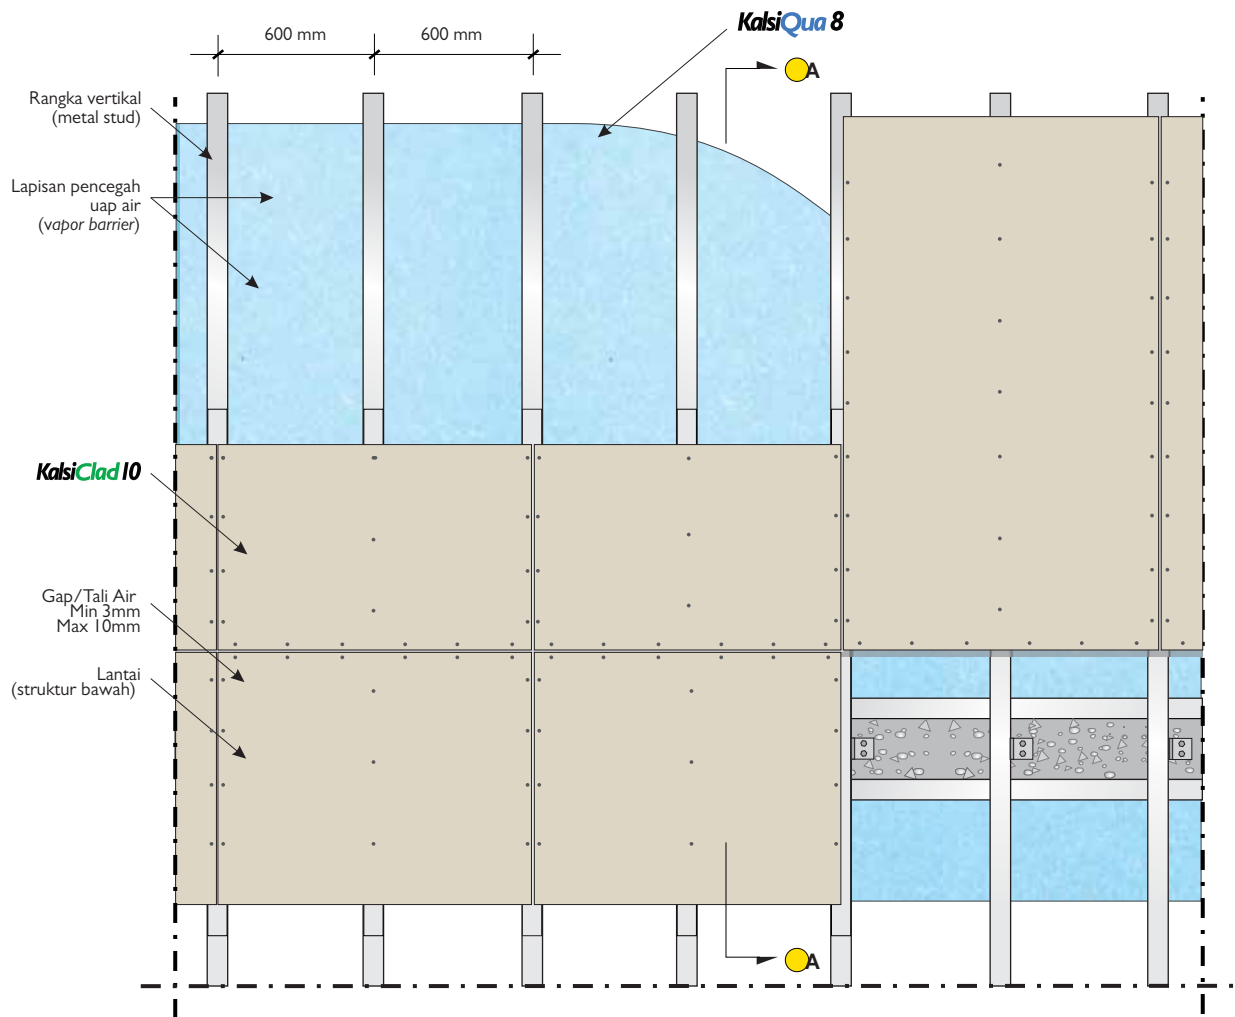 600 mm
600 mm
KalsiQua 8
A
Rangka vertikal
(metal stud)
Lapisan pencegah
uap air
(vapor barrier)
KalsiClad 10
Gap/Tali Air
Min 3mm
Max 10mm
Lantai
(struktur bawah)
A